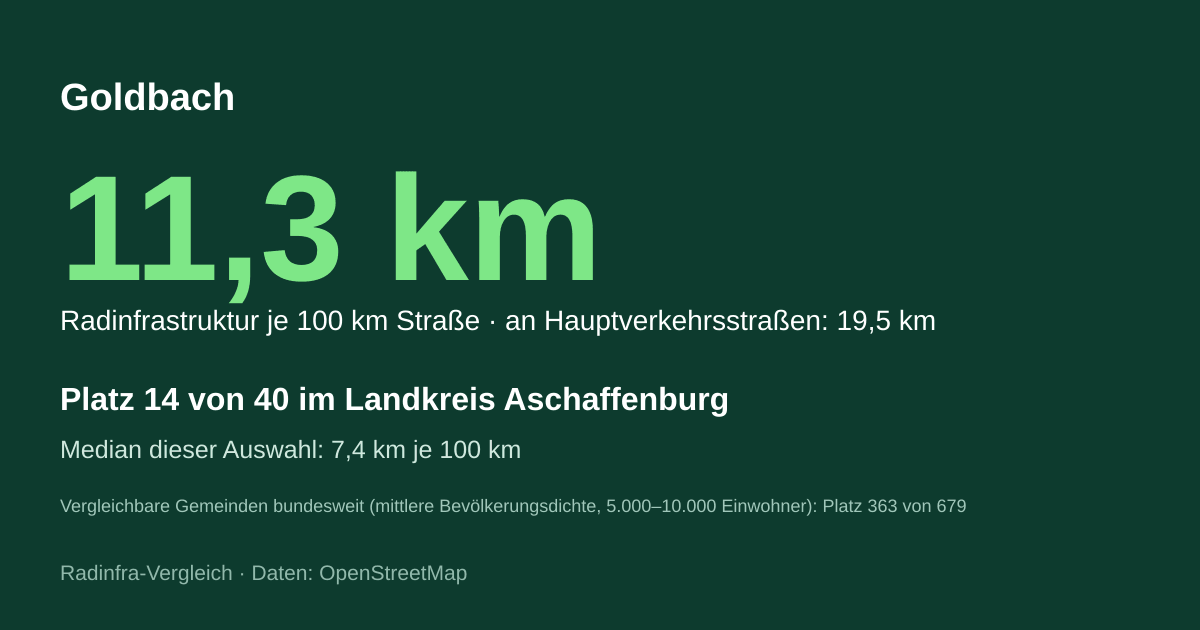 Goldbach
11,3 km
Radinfrastruktur je 100 km Straße · an Hauptverkehrsstraßen: 19,5 km
Platz 14 von 40 im Landkreis Aschaffenburg
Median dieser Auswahl: 7,4 km je 100 km
Vergleichbare Gemeinden bundesweit (mittlere Bevölkerungsdichte, 5.000–10.000 Einwohner): Platz 363 von 679
Radinfra-Vergleich · Daten: OpenStreetMap